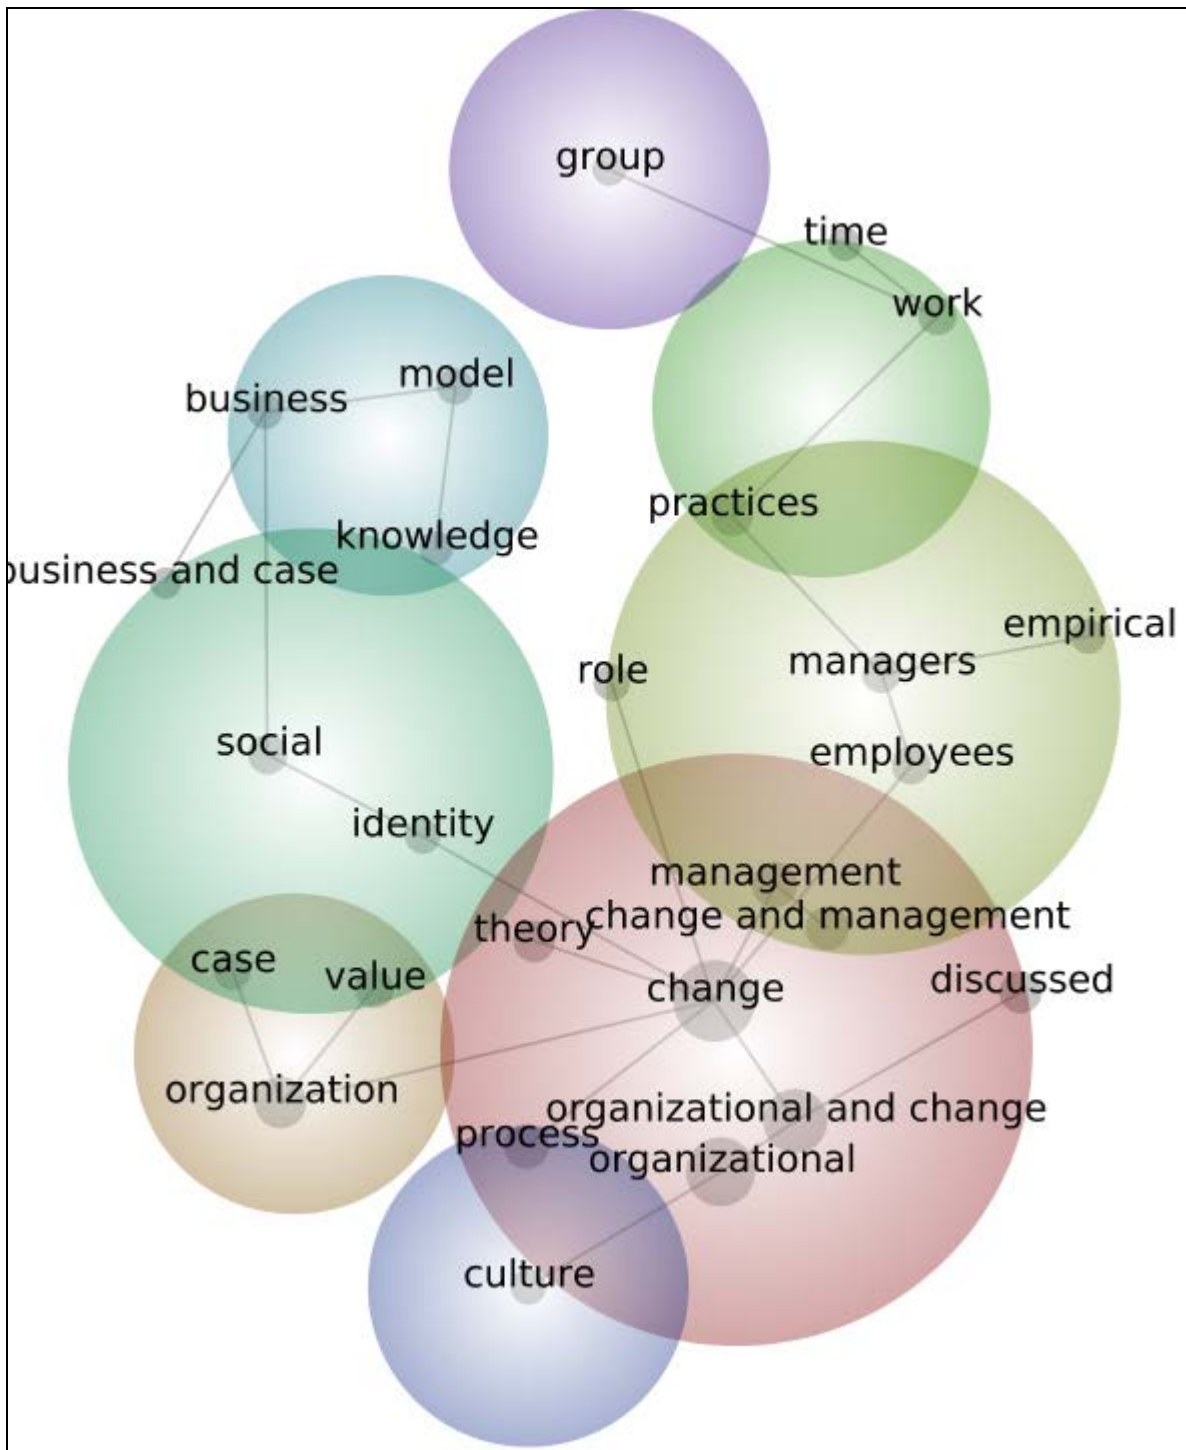 group
time
work
model
business
practices
knowledge
business and case
empirical
managers
role
social
employees
identity
management
change and management
theory
case
value
discussed
change
organization
organizational and change
process
organizational
culture